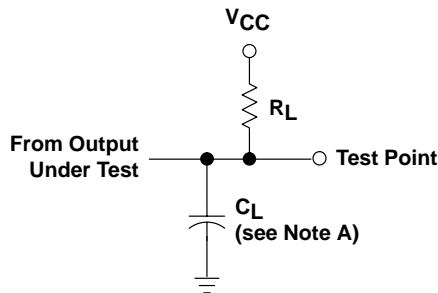 VCC
RL
From Output
Under Test
Test Point
CL
(see Note A)